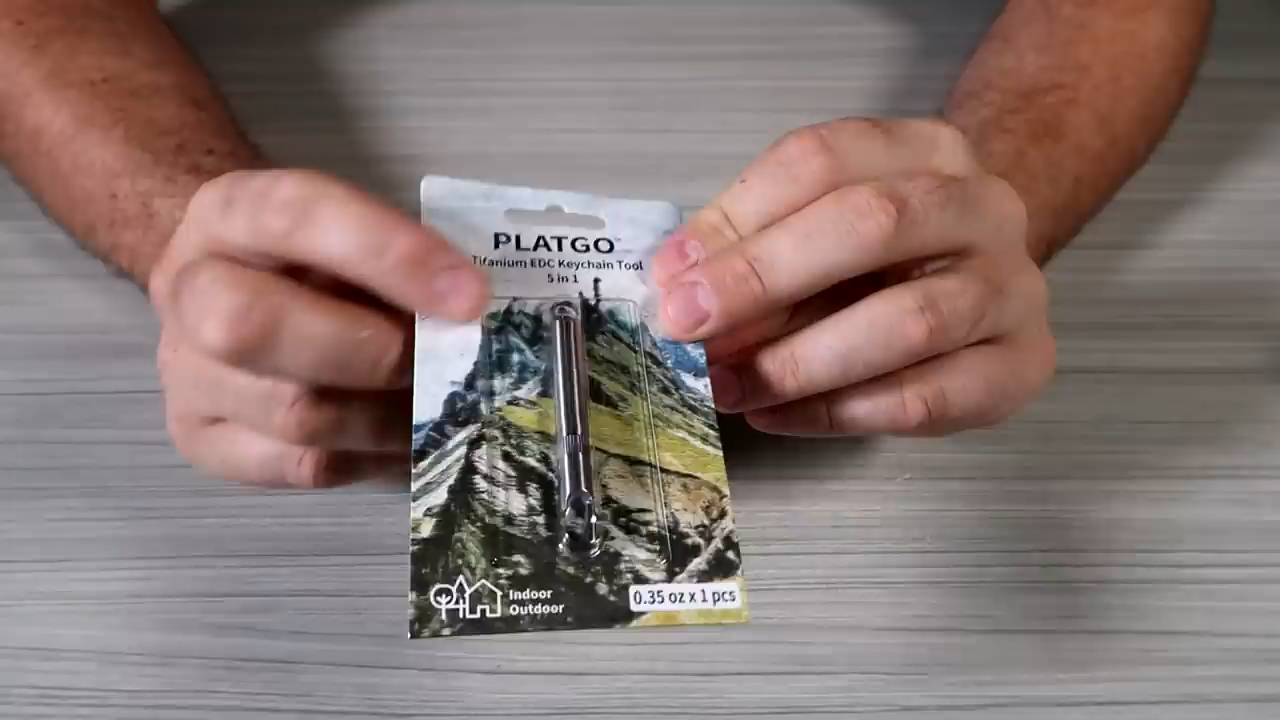 PLATGO
Titanium EDC Keychain Tool
5 in 1
Indoor
Outdoor
0.35 oz x 1 pcs